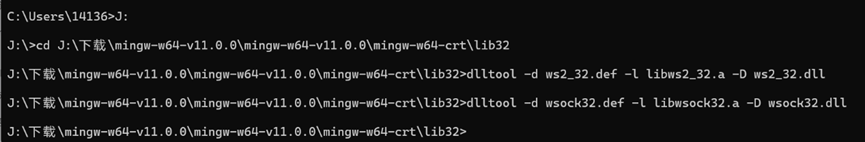 C:\Users\14136>J:
J:\>cd J:\下载\mingw-w64-v11.0.0\mingw-w64-v11.0.0\mingw-w64-crt\lib32
J:\下载\mingw-w64-v11.0.0\mingw-w64-v11.0.0\mingw-w64-crt\lib32>dlltool -d ws2_32.def -l libws2_32.a -D ws2_32.dll
J:\下载\mingw-w64-v11.0.0\mingw-w64-v11.0.0\mingw-w64-crt\lib32>dlltool -d wsock32.def -l libwsock32.a -D wsock32.dll
J:\下载\mingw-w64-v11.0.0\mingw-w64-v11.0.0\mingw-w64-crt\lib32>